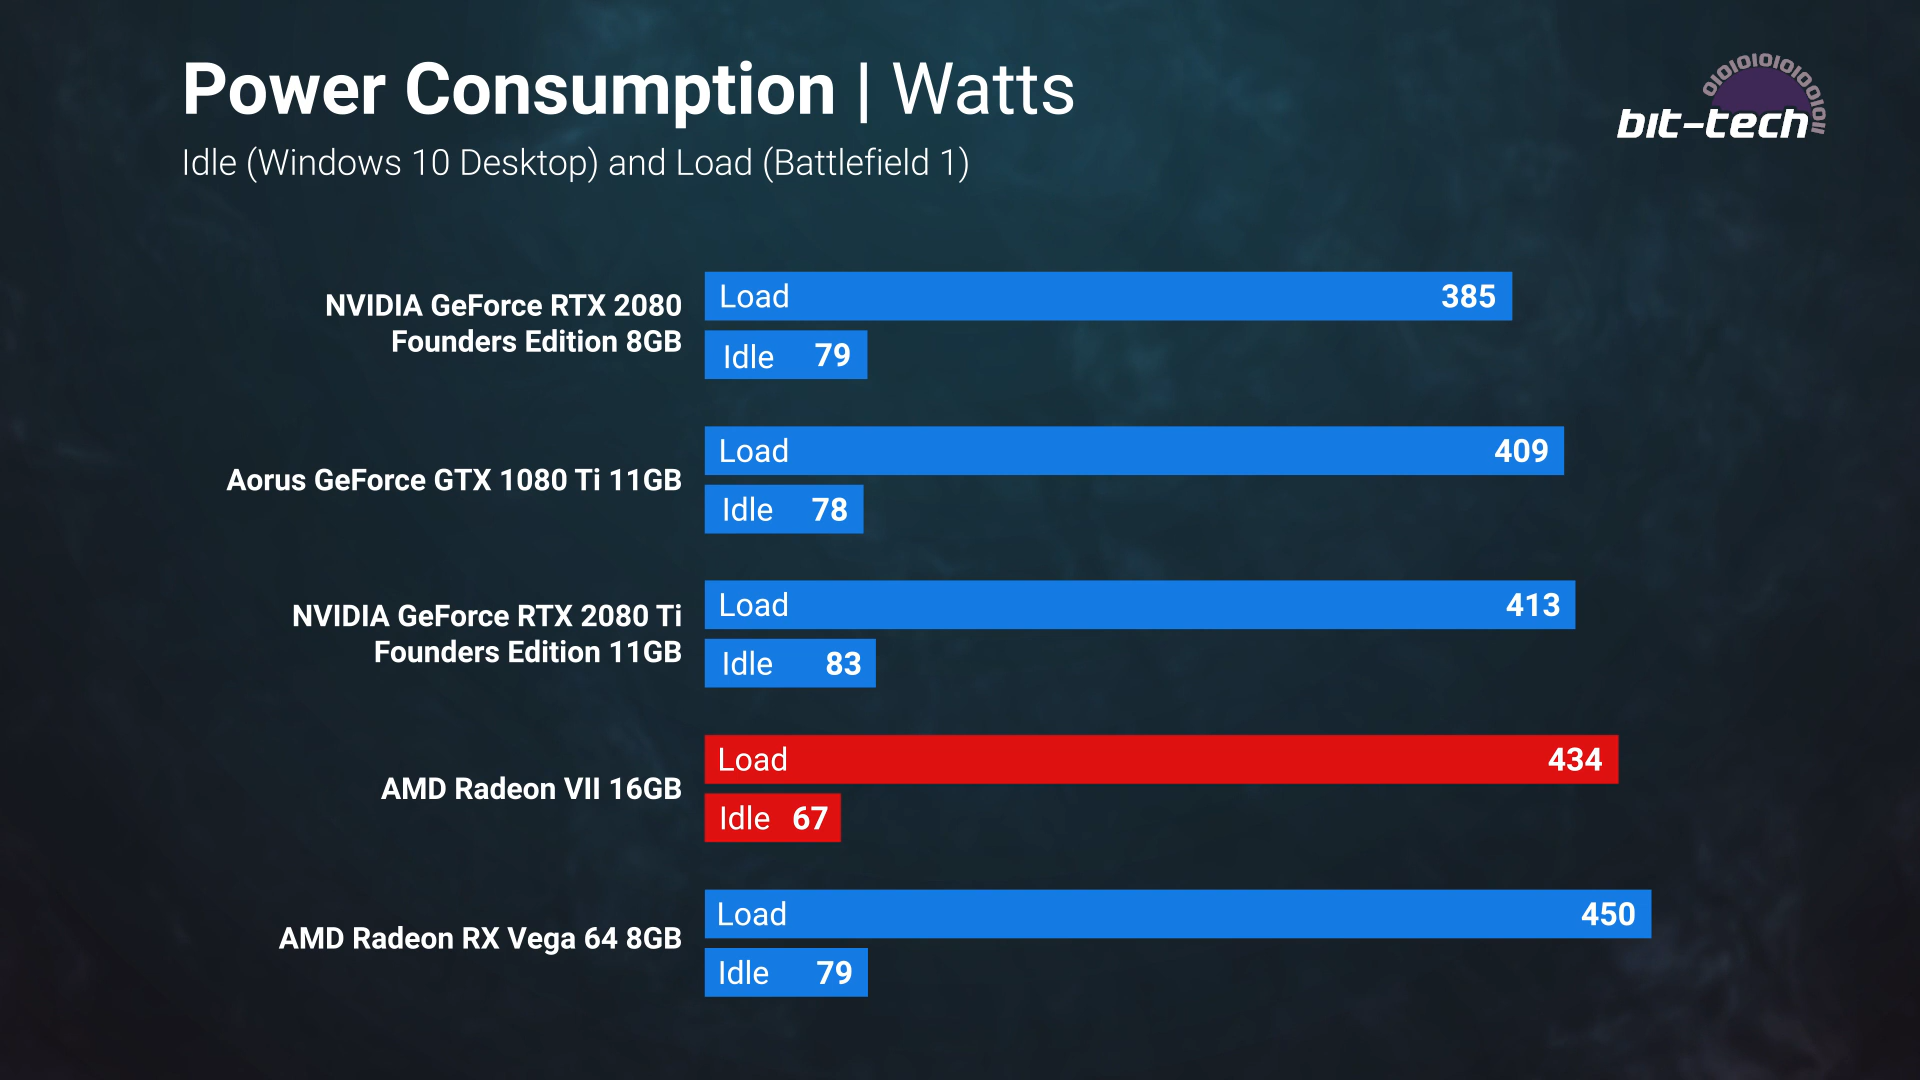 Power Consumption | Watts
Idle (Windows 10 Desktop) and Load (Battlefield 1)
01010101010101011
bit-tech
NVIDIA GeForce RTX 2080
Founders Edition 8GB
Load 385
Idle 79
Aorus GeForce GTX 1080 Ti 11GB
Load 409
Idle 78
NVIDIA GeForce RTX 2080 Ti
Founders Edition 11GB
Load 413
Idle 83
AMD Radeon VII 16GB
Load 434
Idle 67
AMD Radeon RX Vega 64 8GB
Load 450
Idle 79